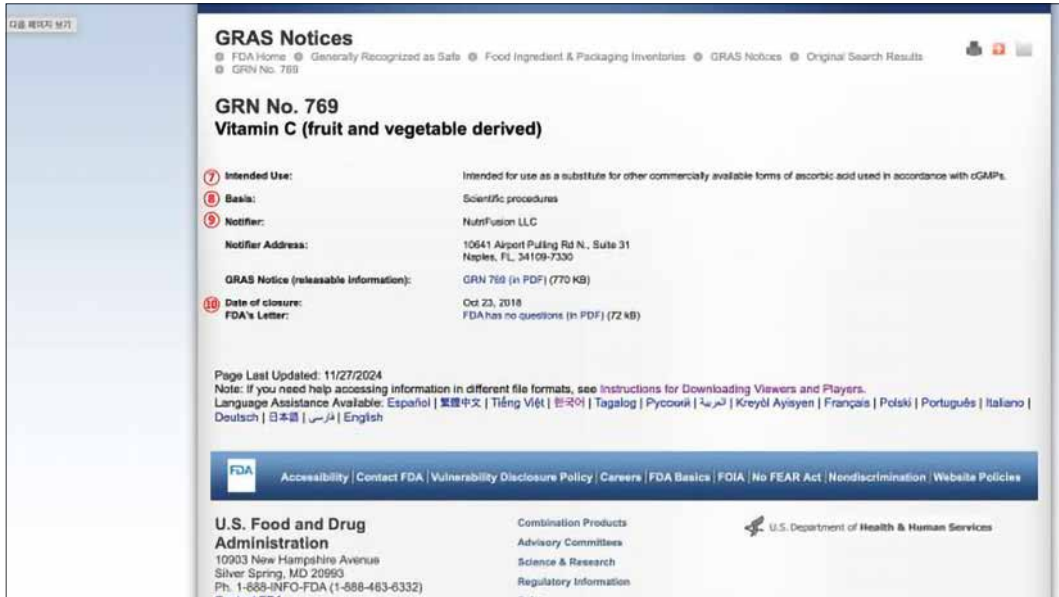 다음 페이지 보기
GRAS Notices
FDA Home Generally Recognized as Safe Food Ingredient & Packaging Inventories GRAS Notices Original Search Results
GRN No. 769
GRN No. 769
Vitamin C (fruit and vegetable derived)
⑦ Intended Use: Intended for use as a substitute for other commercially available forms of ascorbic acid used in accordance with cGMPs.
⑧ Basis: Scientific procedures
⑨ Notifier: NutriFusion LLC
Notifier Address: 10641 Airport Pulling Rd N., Suite 31
Naples, FL, 34109-7330
GRAS Notice (releasable information): GRN 769 (in PDF) (770 KB)
⑩ Date of closure: Oct 23, 2018
FDA's Letter: FDA has no questions (in PDF) (72 kB)
Page Last Updated: 11/27/2024
Note: If you need help accessing information in different file formats, see Instructions for Downloading Viewers and Players.
Language Assistance Available: Español | 繁體中文 | Tiếng Việt | 한국어 | Tagalog | Русский | العربية | Kreyòl Ayisyen | Français | Polski | Português | Italiano |
Deutsch | 日本語 | فارسی | English
FDA Accessibility | Contact FDA | Vulnerability Disclosure Policy | Careers | FDA Basics | FOIA | No FEAR Act | Nondiscrimination | Website Policies
U.S. Food and Drug
Administration
10903 New Hampshire Avenue
Silver Spring, MD 20993
Ph. 1-888-INFO-FDA (1-888-463-6332)
Combination Products
Advisory Committees
Science & Research
Regulatory Information
U.S. Department of Health & Human Services